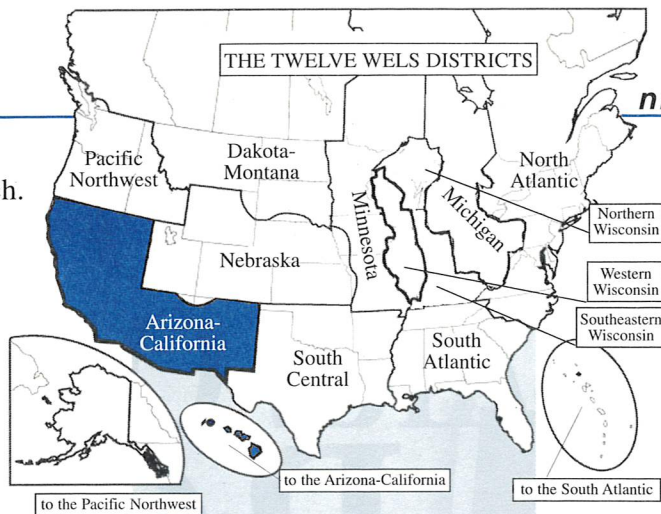 THE TWELVE WELS DISTRICTS
ch.
Pacific
Northwest
Dakota-
Montana
Minnesota
Michigan
North
Atlantic
Northern
Wisconsin
Nebraska
Western
Wisconsin
Southeastern
Wisconsin
Arizona-
California
South
Central
South
Atlantic
to the Pacific Northwest
to the Arizona-California
to the South Atlantic